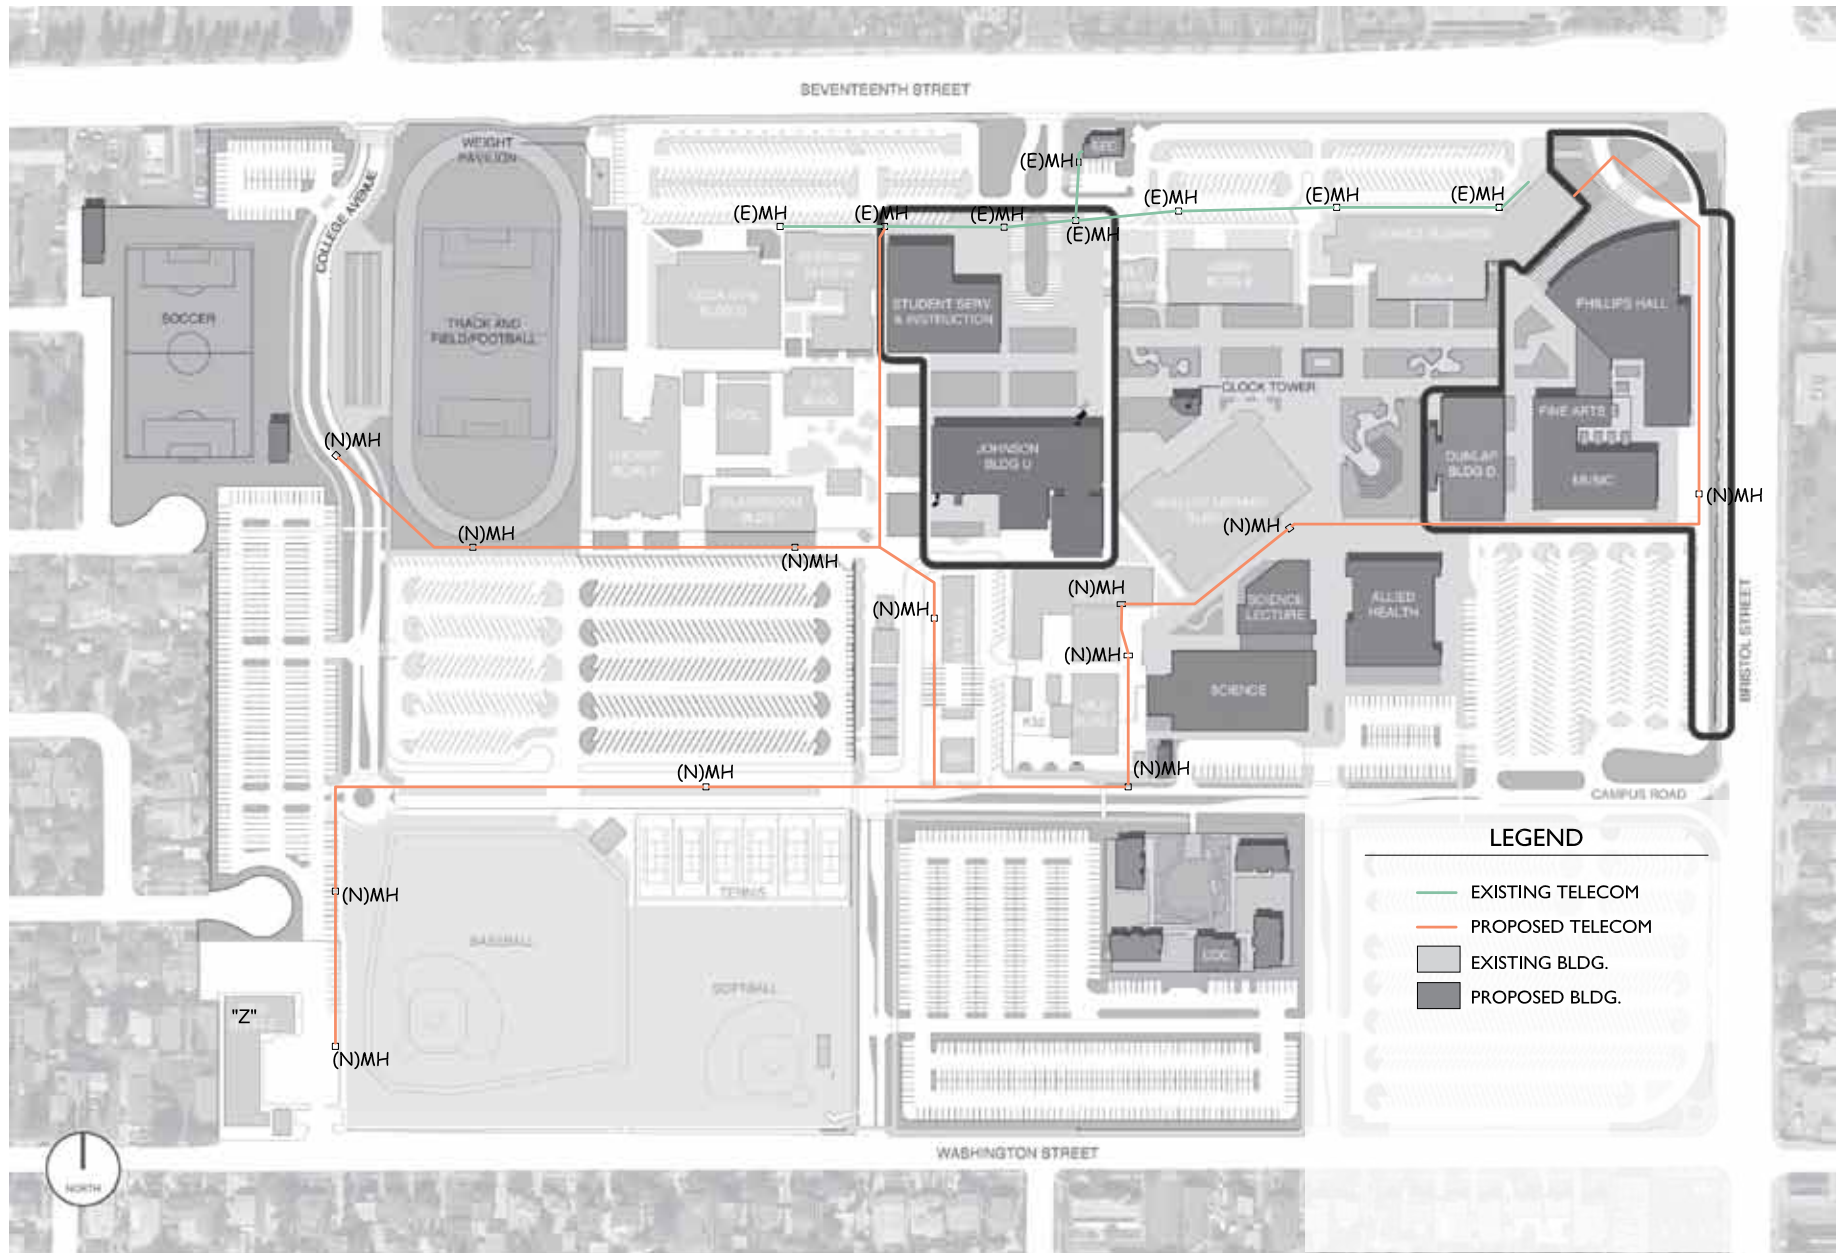 SEVENTEENTH STREET
WEIGHT
PAVILION
(E)MH
COLLEGE AVENUE
(E)MH
(E)MH
(E)MH
(E)MH
(E)MH
(E)MH
(E)MH
SOCCER
TRACK AND
FIELD/FOOTBALL
STUDENT SERV.
& INSTRUCTION
PHILLIPS HALL
CLOCK TOWER
FINE ARTS
JOHNSON
BLDG U
DUNLAP
BLDG D
MUSIC
(N)MH
(N)MH
(N)MH
(N)MH
(N)MH
(N)MH
(N)MH
(N)MH
SCIENCE
LECTURE
ALLIED
HEALTH
SCIENCE
BRISTOL STREET
(N)MH
(N)MH
CAMPUS ROAD
(N)MH
TENNIS
BASEBALL
SOFTBALL
CDC
"Z"
(N)MH
LEGEND
EXISTING TELECOM
PROPOSED TELECOM
EXISTING BLDG.
PROPOSED BLDG.
WASHINGTON STREET
NORTH